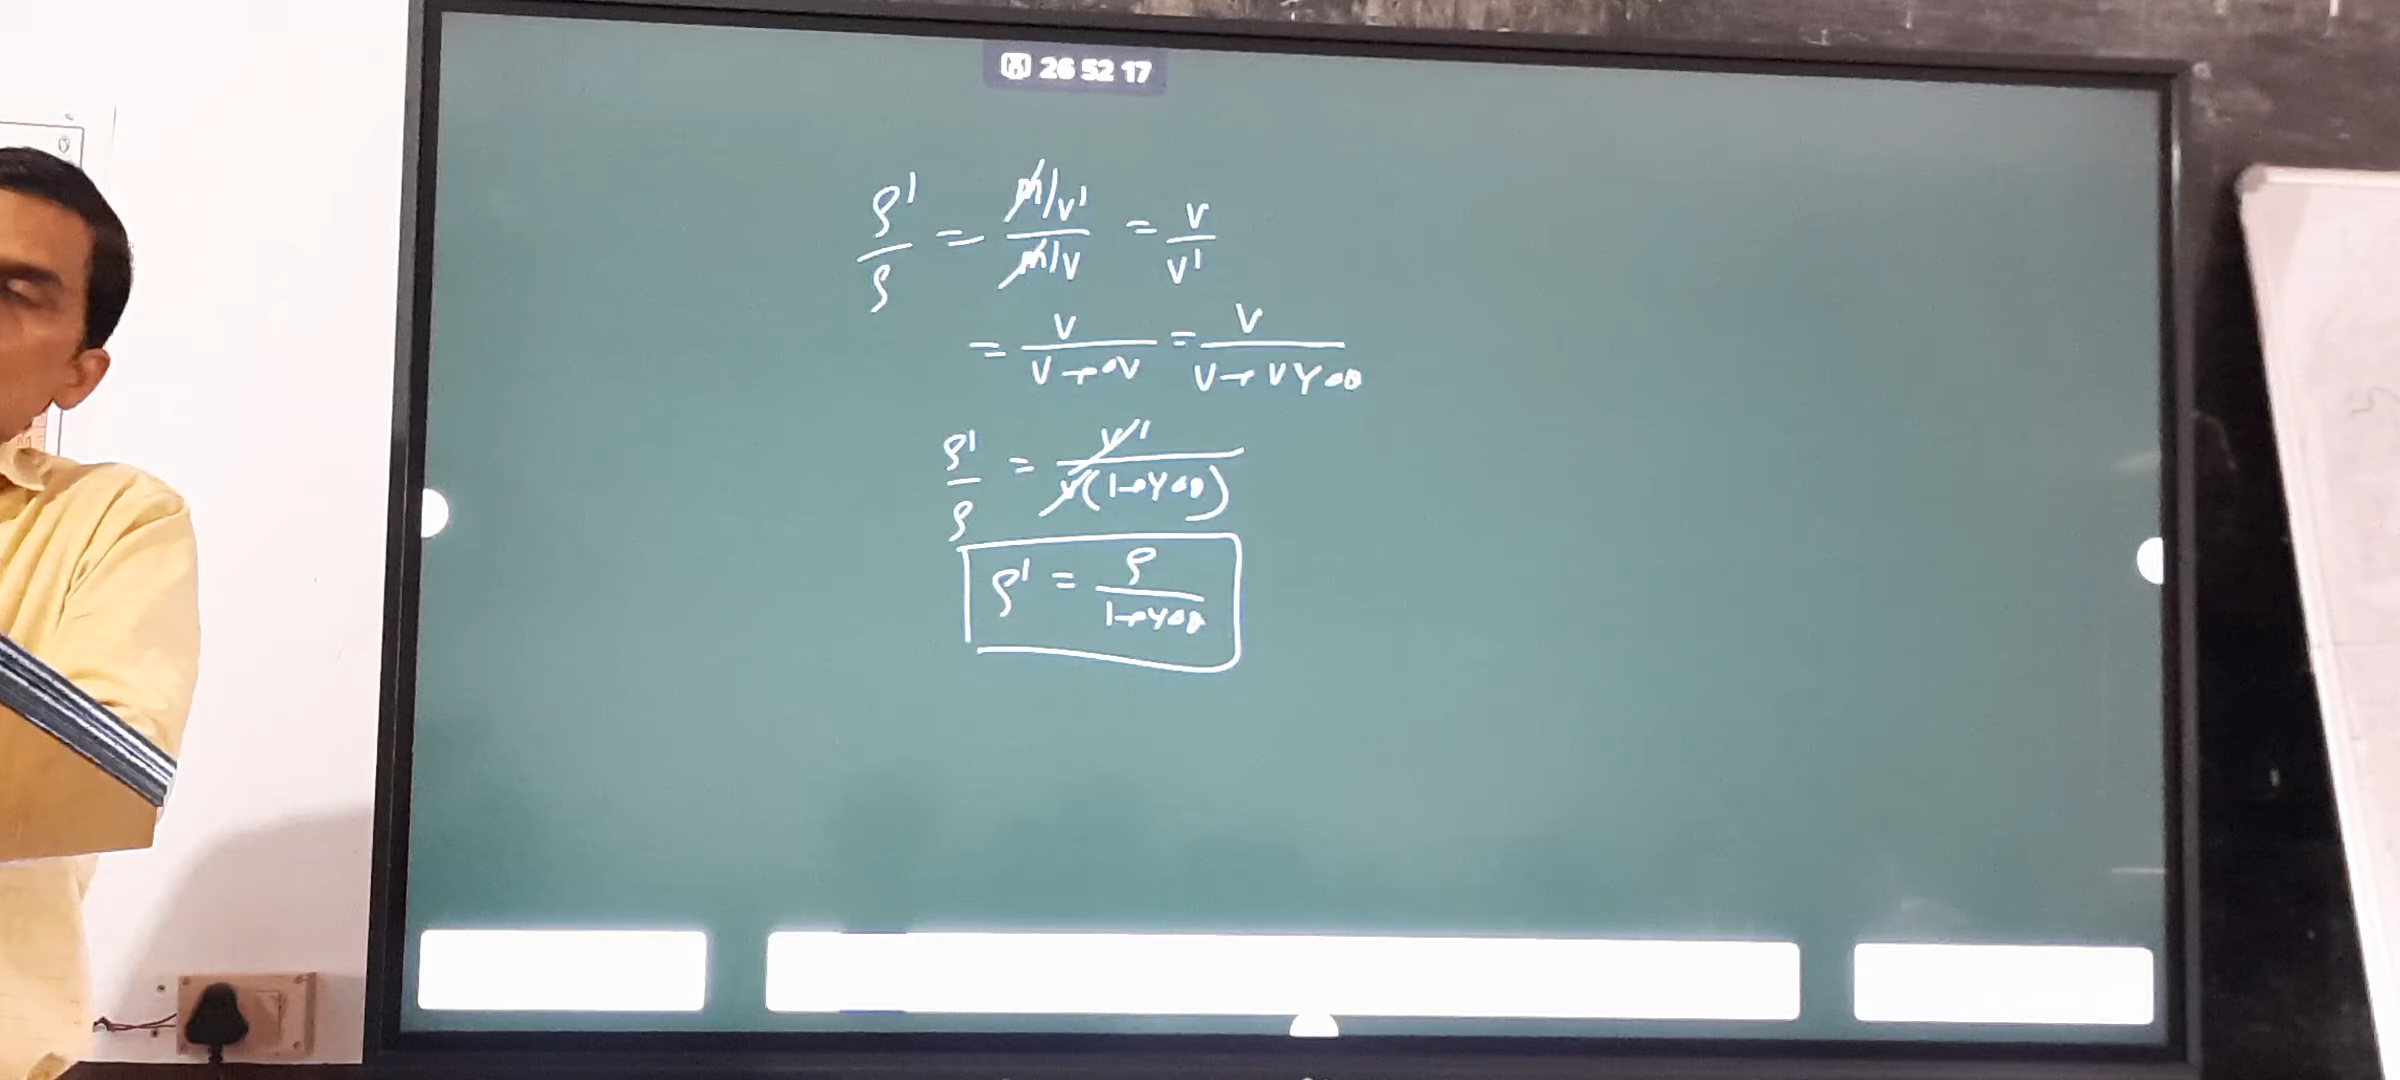 26 52 17
ρ'/ρ = (m/v')/(m/v) = v/v'
= v/(v+Δv) = v/(v+vγΔθ)
ρ'/ρ = v'/(v(1+γΔθ))
ρ' = ρ/(1+γΔθ)